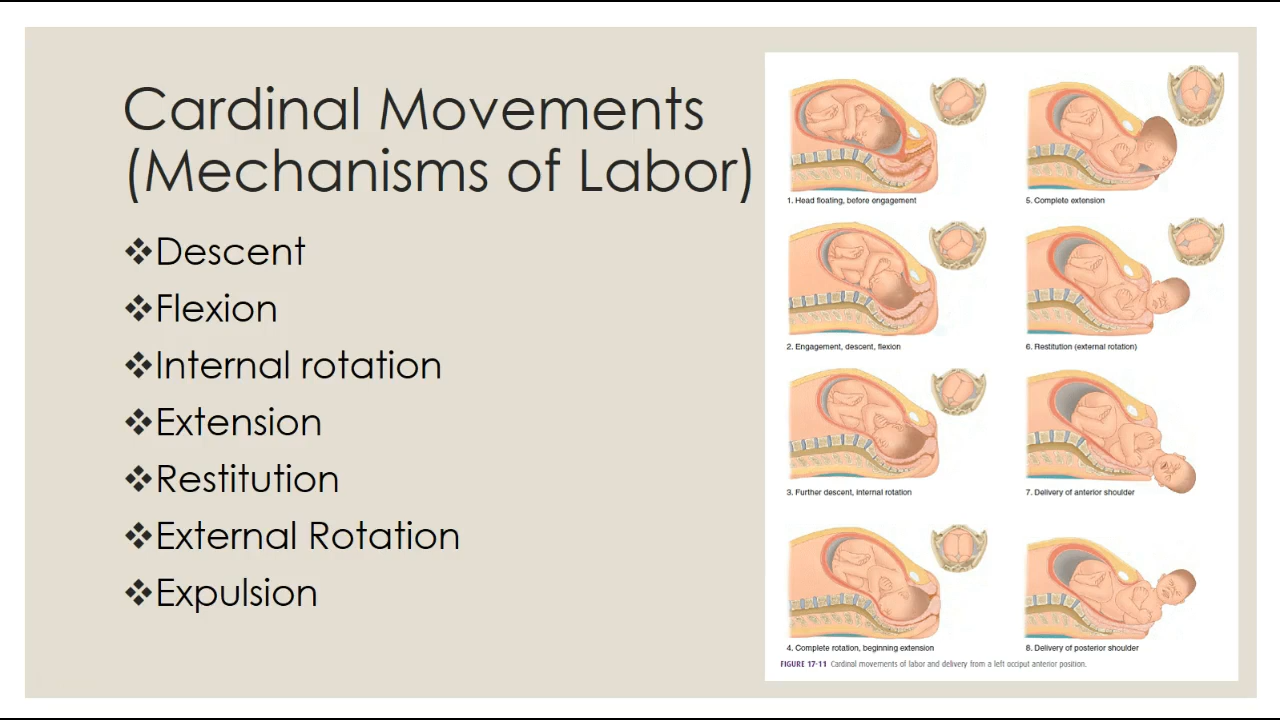 Cardinal Movements
(Mechanisms of Labor)
❖Descent
❖Flexion
❖Internal rotation
❖Extension
❖Restitution
❖External Rotation
❖Expulsion
1. Head floating, before engagement
2. Engagement, descent, flexion
3. Further descent, internal rotation
4. Complete rotation, beginning extension
5. Complete extension
6. Restitution (external rotation)
7. Delivery of anterior shoulder
8. Delivery of posterior shoulder
FIGURE 17-11 Cardinal movements of labor and delivery from a left occiput anterior position.